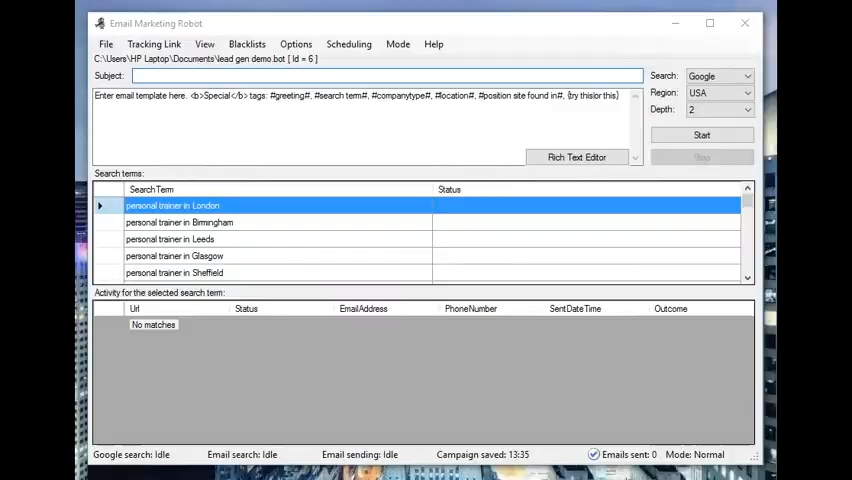 Email Marketing Robot
File Tracking Link View Blacklists Options Scheduling Mode Help
C:\Users\HP Laptop\Documents\lead gen demo.bot [ Id = 6 ]
Subject: Search: Google
Region: USA
Enter email template here. <b>Special</b> tags: #greeting#, #search term#, #companytype#, #location#, #position site found in#, {try this|or this}
Depth: 2
Start
Rich Text Editor Stop
Search terms:
SearchTerm Status
personal trainer in London
personal trainer in Birmingham
personal trainer in Leeds
personal trainer in Glasgow
personal trainer in Sheffield
Activity for the selected search term:
Url Status EmailAddress PhoneNumber SentDateTime Outcome
No matches
Google search: Idle Email search: Idle Email sending: Idle Campaign saved: 13:35 Emails sent: 0 Mode: Normal